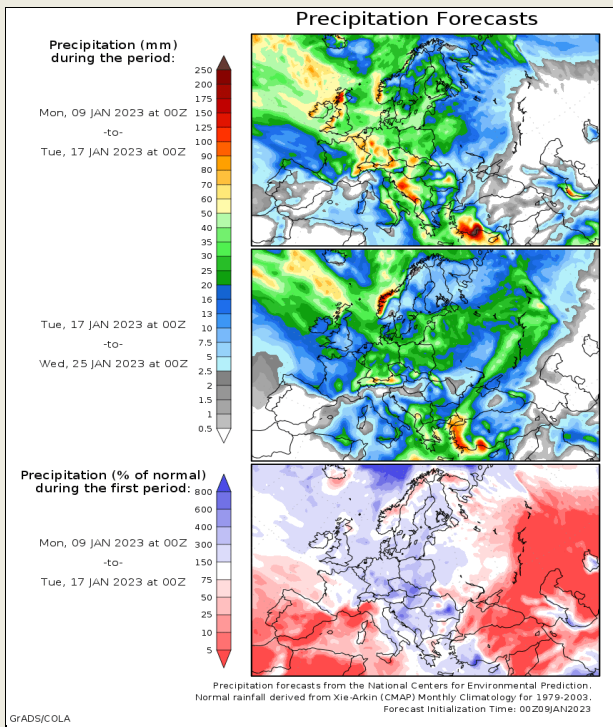 Precipitation Forecasts
Precipitation (mm)
during the period:
Mon, 09 JAN 2023 at 00Z
-to-
Tue, 17 JAN 2023 at 00Z
250
200
175
150
125
100
90
80
70
60
50
40
35
30
25
20
16
13
10
7.5
5
2.5
2
1.5
1
0.5
Tue, 17 JAN 2023 at 00Z
-to-
Wed, 25 JAN 2023 at 00Z
Precipitation (% of normal)
during the first period:
Mon, 09 JAN 2023 at 00Z
-to-
Tue, 17 JAN 2023 at 00Z
800
600
400
300
150
75
50
25
10
5
Precipitation forecasts from the National Centers for Environmental Prediction.
Normal rainfall derived from Xie-Arkin (CMAP) Monthly Climatology for 1979-2003.
Forecast Initialization Time: 00Z09JAN2023
GrADS/COLA